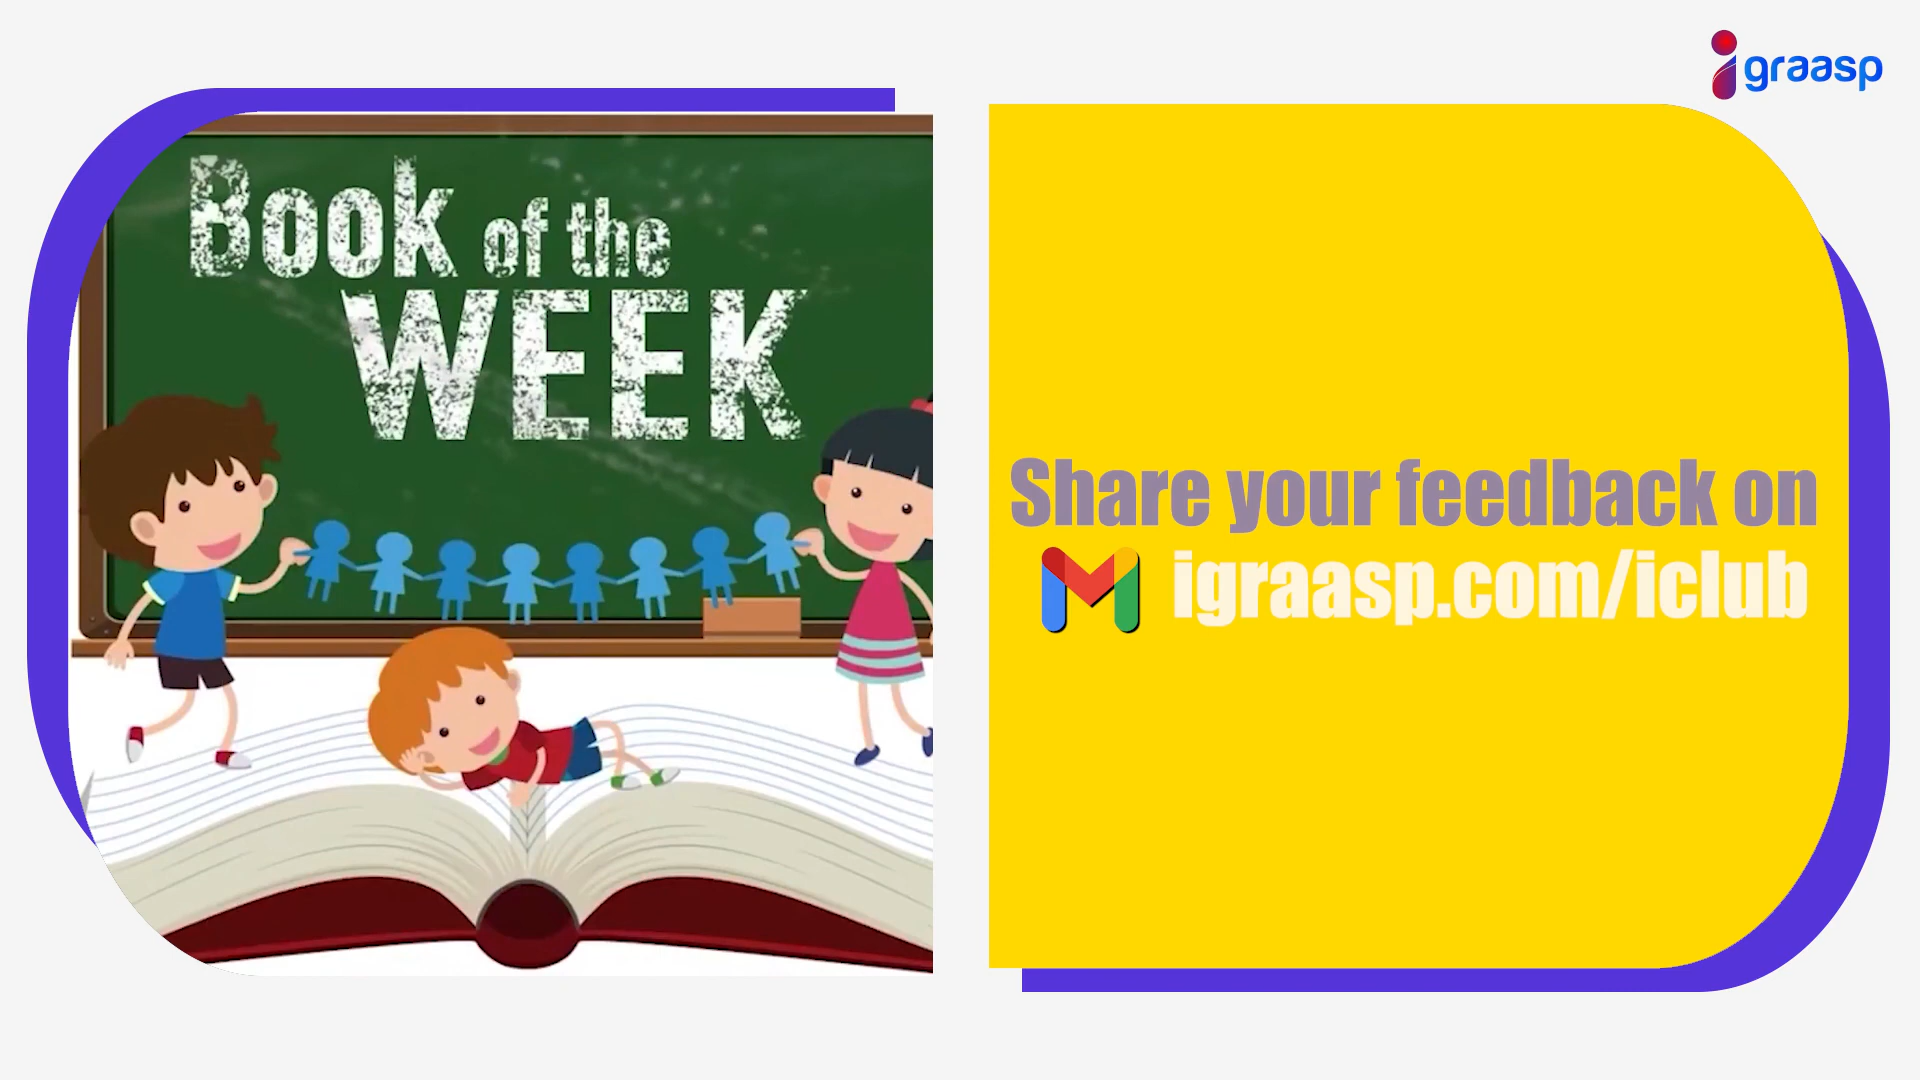 igraasp
Book of the
WEEK
Share your feedback on
igraasp.com/iclub